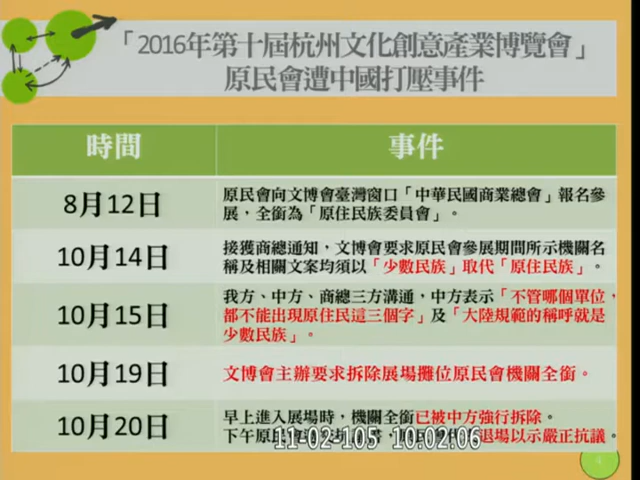 「2016年第十屆杭州文化創意產業博覽會」
原民會遭中國打壓事件
時間
事件
8月12日
原民會向文博會臺灣窗口「中華民國商業總會」報名參
展，全銜為「原住民族委員會」。
10月14日
接獲商總通知，文博會要求原民會參展期間所示機關名
稱及相關文案均須以「少數民族」取代「原住民族」。
10月15日
我方、中方、商總三方溝通，中方表示「不管哪個單位，
都不能出現原住民這三個字」及「大陸規範的稱呼就是
少數民族」。
10月19日
文博會主辦要求拆除展場攤位原民會機關全銜。
10月20日
早上進入展場時，機關全銜已被中方強行拆除。
下午原民會 退場以示嚴正抗議。
11-02-105 10:02:06